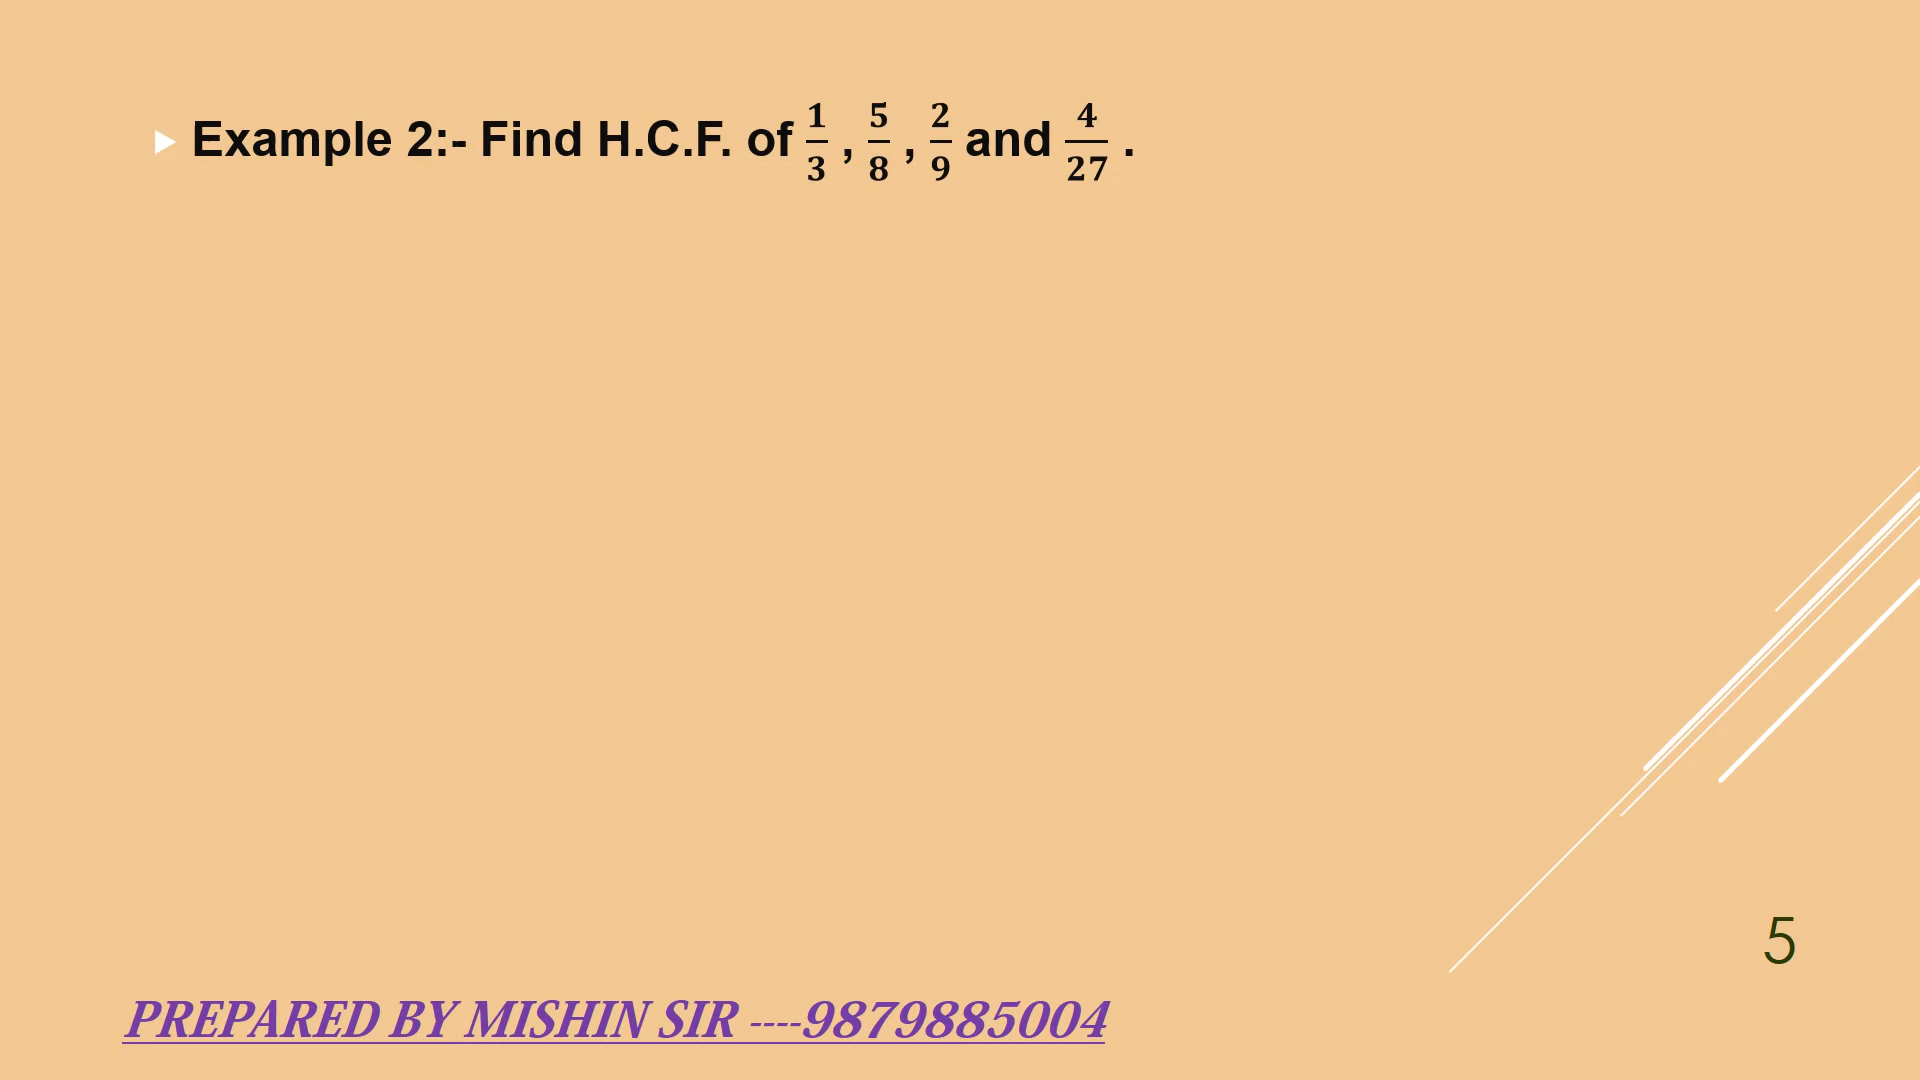 Example 2:- Find H.C.F. of 1/3 , 5/8 , 2/9 and 4/27 .
5
PREPARED BY MISHIN SIR ----9879885004